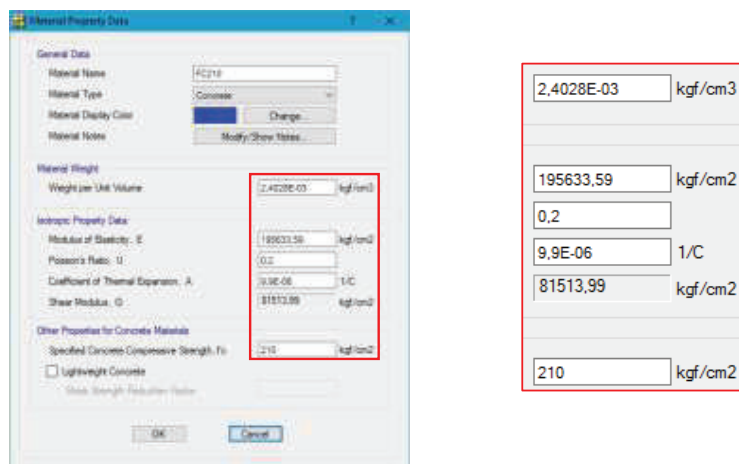 Material Property Data ? ×
General Data
Material Name FC210
Material Type Concrete
Material Display Color Change...
Material Notes Modify/Show Notes...
Material Weight
Weight per Unit Volume 2,4028E-03 kgf/cm3
Isotropic Property Data
Modulus of Elasticity, E 195633,59 kgf/cm2
Poisson's Ratio, U 0,2
Coefficient of Thermal Expansion, A 9,9E-06 1/C
Shear Modulus, G 81513,99 kgf/cm2
Other Properties for Concrete Materials
Specified Concrete Compressive Strength, f'c 210 kgf/cm2
Lightweight Concrete
Shear Strength Reduction Factor
OK Cancel
2,4028E-03 kgf/cm3
195633,59 kgf/cm2
0,2
9,9E-06 1/C
81513,99 kgf/cm2
210 kgf/cm2